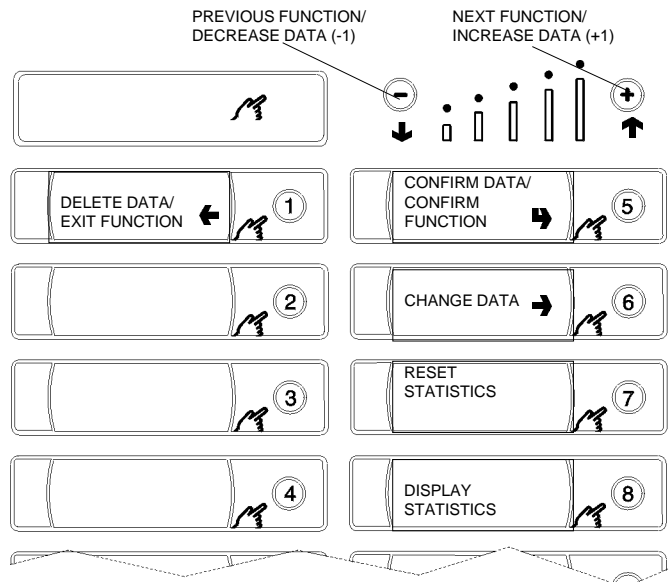 PREVIOUS FUNCTION/
DECREASE DATA (-1)
NEXT FUNCTION/
INCREASE DATA (+1)
-
+
DELETE DATA/
EXIT FUNCTION
1
CONFIRM DATA/
CONFIRM
FUNCTION
5
2
CHANGE DATA
6
3
RESET
STATISTICS
7
4
DISPLAY
STATISTICS
8